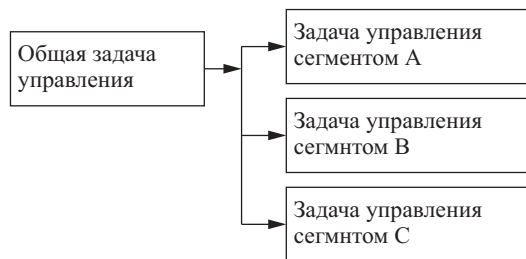 Общая задача
управления
Задача управления
сегментом А
Задача управления
сегмнтом В
Задача управления
сегмнтом С